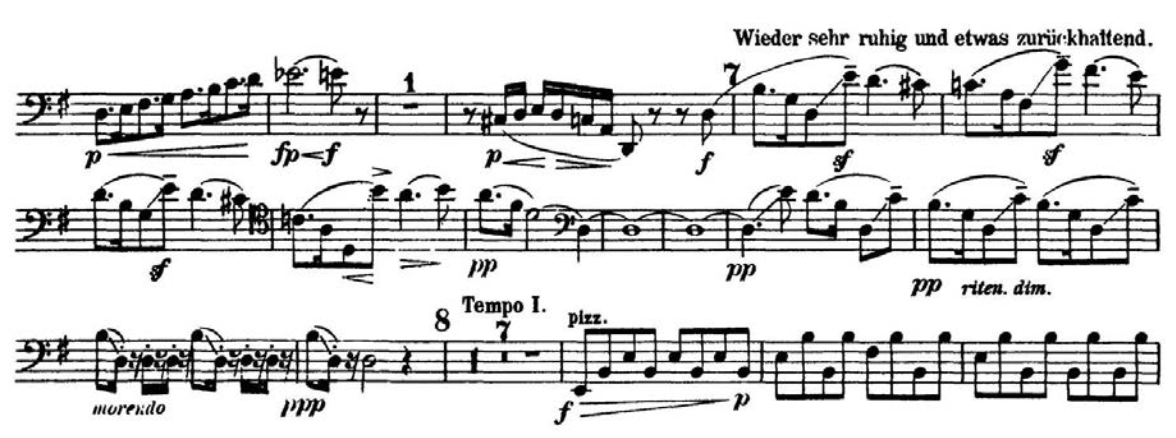 Wieder sehr ruhig und etwas zurückhaltend.
1 7
p fp f p f sf sf
sf pp pp pp riten. dim.
8 Tempo I. 7 pizz.
morendo ppp f p